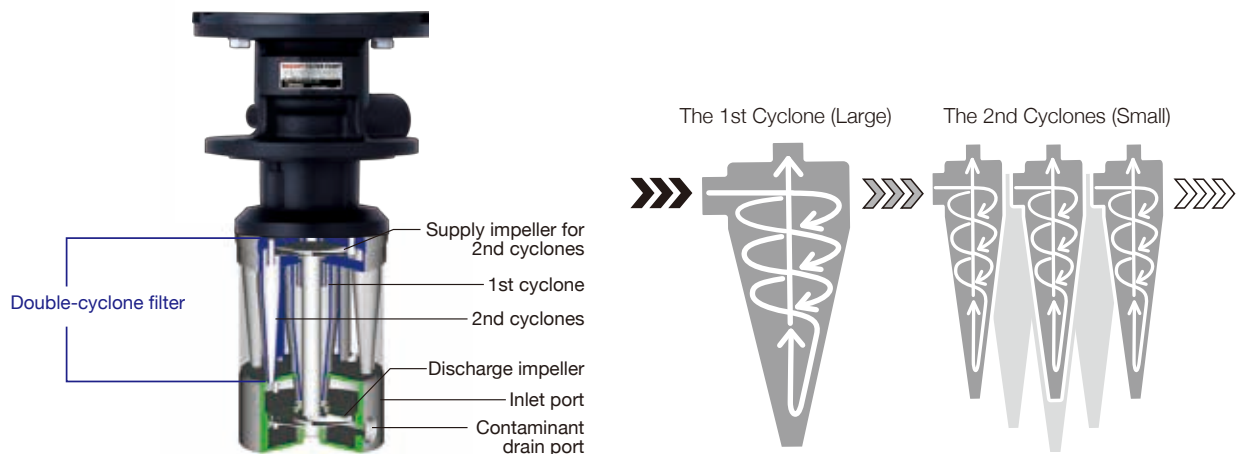 The 1st Cyclone (Large)
The 2nd Cyclones (Small)
Supply impeller for
2nd cyclones
1st cyclone
Double-cyclone filter
2nd cyclones
Discharge impeller
Inlet port
Contaminant
drain port